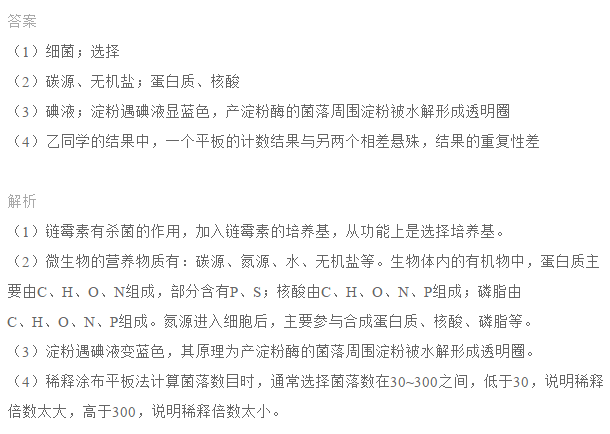 答案
（1）细菌；选择
（2）碳源、无机盐；蛋白质、核酸
（3）碘液；淀粉遇碘液显蓝色，产淀粉酶的菌落周围淀粉被水解形成透明圈
（4）乙同学的结果中，一个平板的计数结果与另两个相差悬殊，结果的重复性差
解析
（1）链霉素有杀菌的作用，加入链霉素的培养基，从功能上是选择培养基。
（2）微生物的营养物质有：碳源、氮源、水、无机盐等。生物体内的有机物中，蛋白质主
要由C、H、O、N组成，部分含有P、S；核酸由C、H、O、N、P组成；磷脂由
C、H、O、N、P组成。氮源进入细胞后，主要参与合成蛋白质、核酸、磷脂等。
（3）淀粉遇碘液变蓝色，其原理为产淀粉酶的菌落周围淀粉被水解形成透明圈。
（4）稀释涂布平板法计算菌落数目时，通常选择菌落数在30~300之间，低于30，说明稀释
倍数太大，高于300，说明稀释倍数太小。